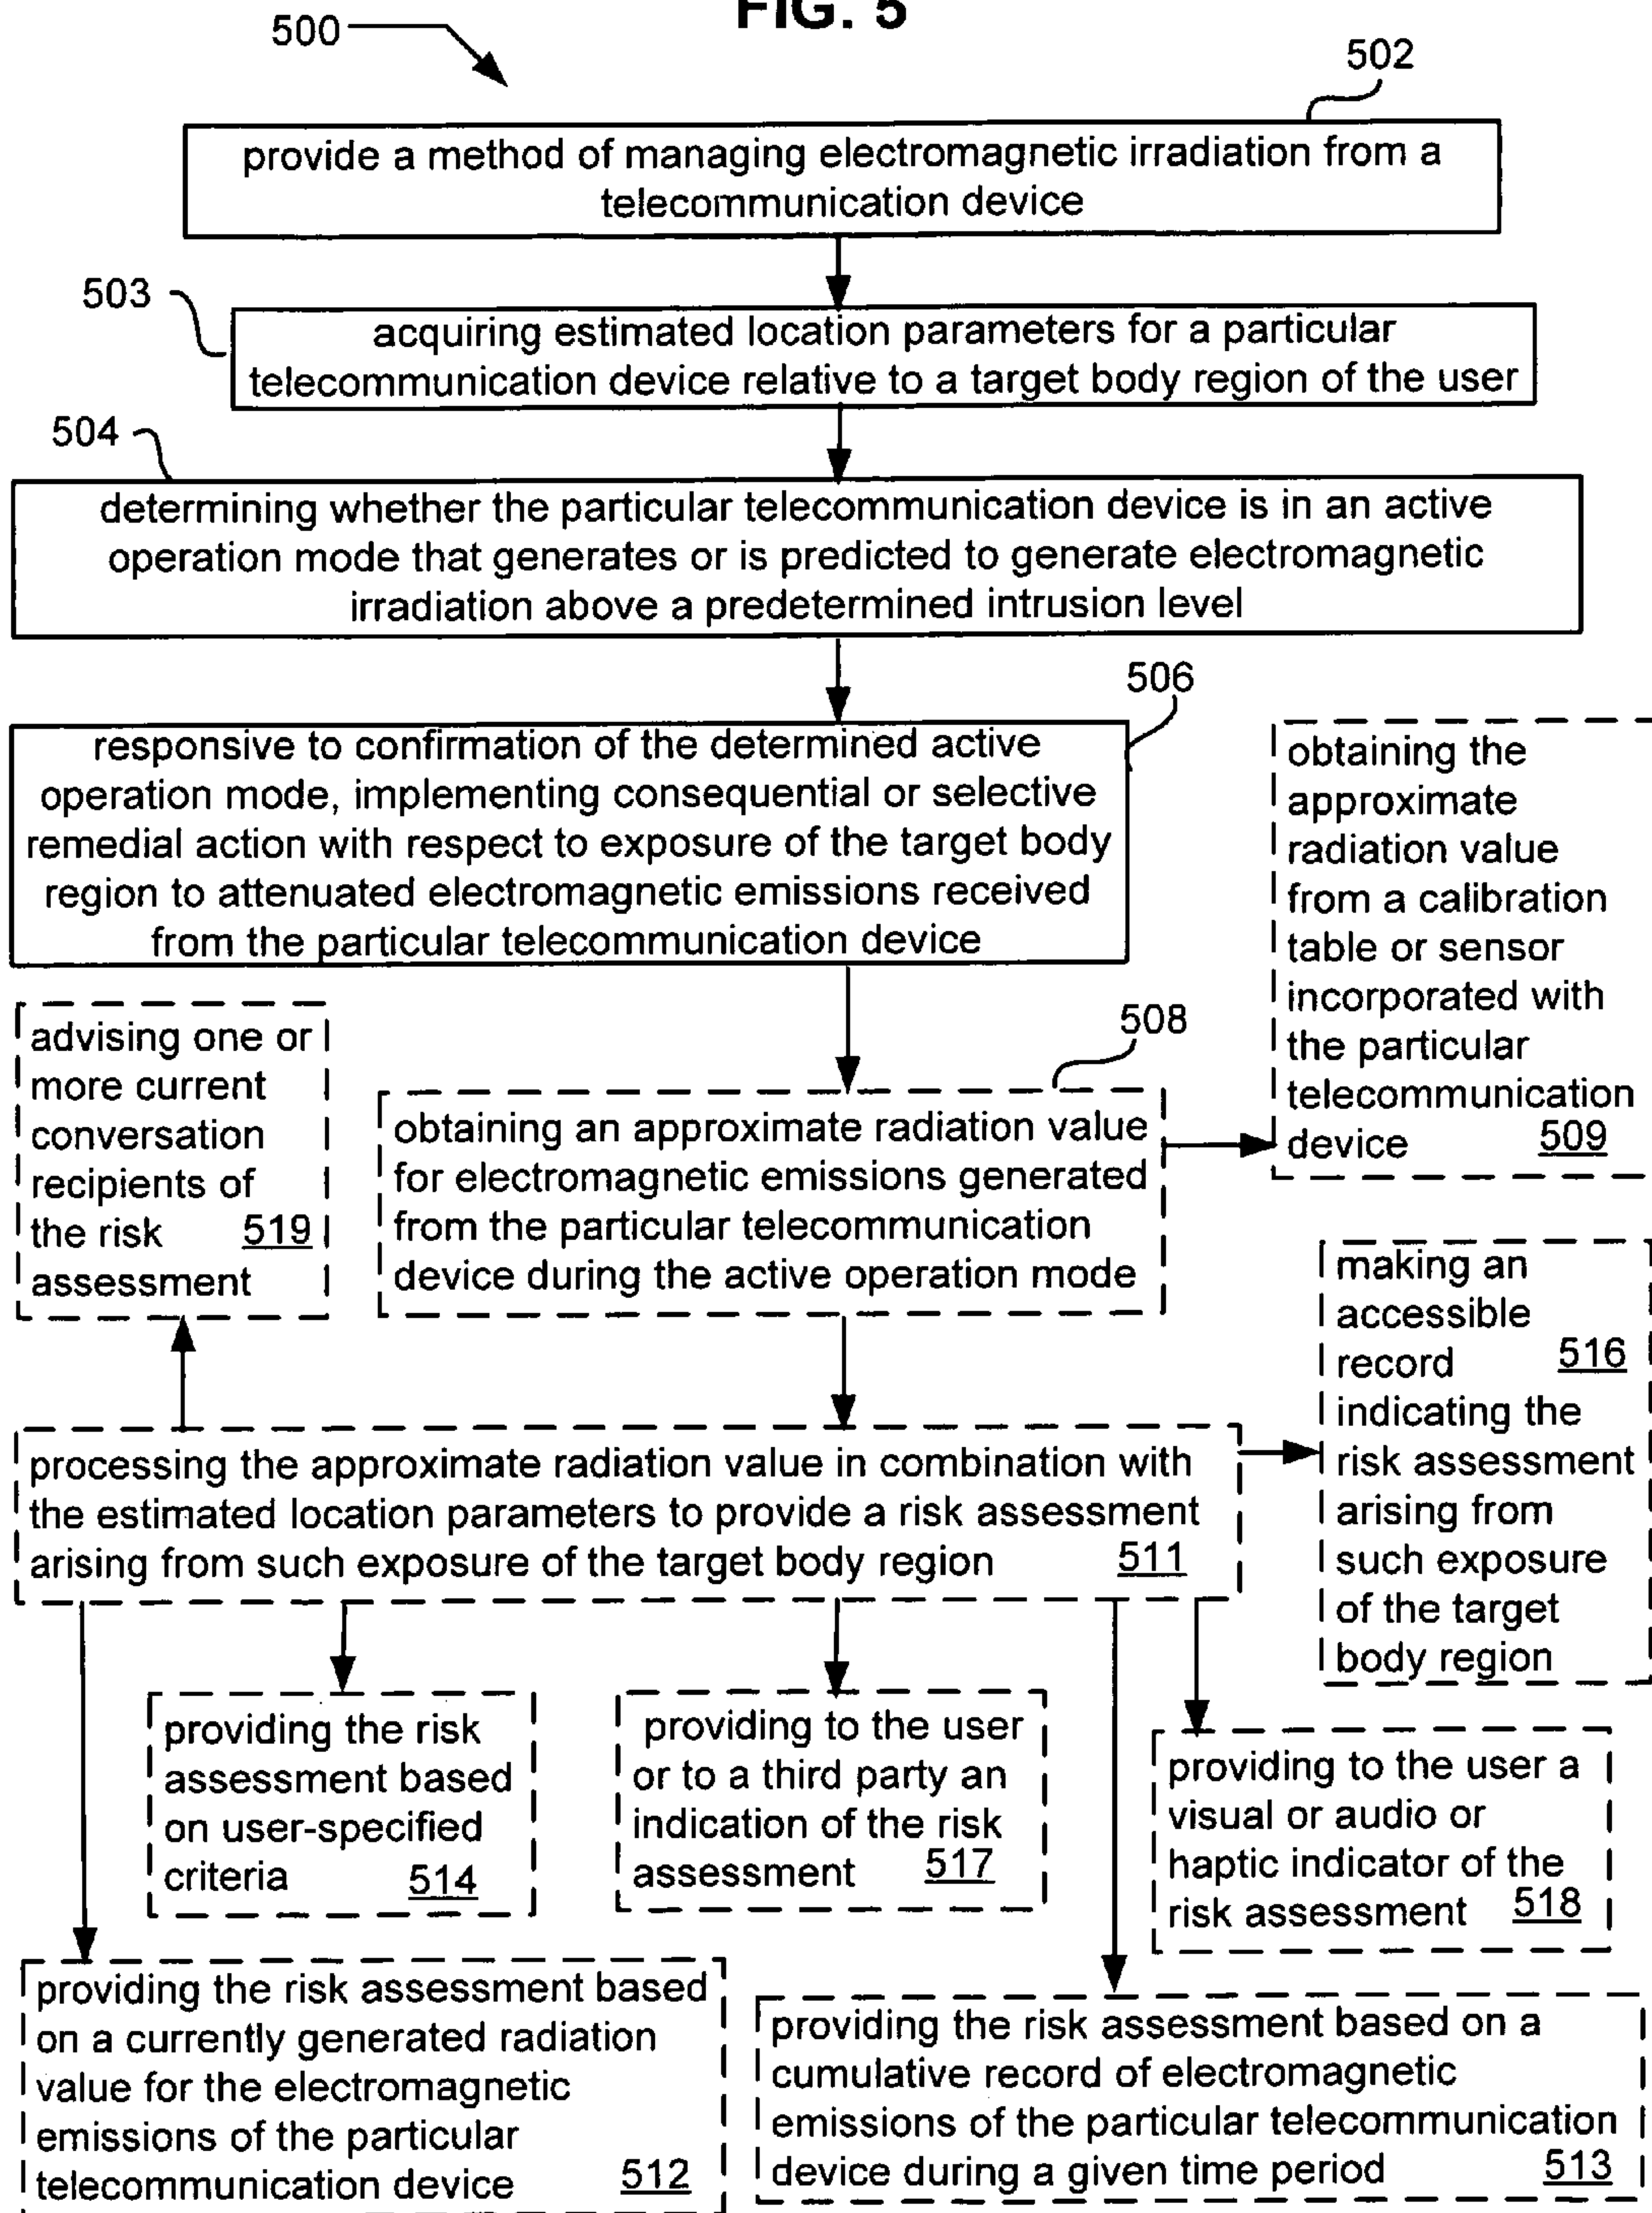 FIG. 5
500
502
provide a method of managing electromagnetic irradiation from a
telecommunication device
503
acquiring estimated location parameters for a particular
telecommunication device relative to a target body region of the user
504
determining whether the particular telecommunication device is in an active
operation mode that generates or is predicted to generate electromagnetic
irradiation above a predetermined intrusion level
506
responsive to confirmation of the determined active
operation mode, implementing consequential or selective
remedial action with respect to exposure of the target body
region to attenuated electromagnetic emissions received
from the particular telecommunication device
obtaining the
approximate
radiation value
from a calibration
table or sensor
incorporated with
the particular
telecommunication
device 509
advising one or
more current
conversation
recipients of
the risk 519
assessment
508
obtaining an approximate radiation value
for electromagnetic emissions generated
from the particular telecommunication
device during the active operation mode
making an
accessible
record 516
indicating the
risk assessment
arising from
such exposure
of the target
body region
processing the approximate radiation value in combination with
the estimated location parameters to provide a risk assessment
arising from such exposure of the target body region 511
providing the risk
assessment based
on user-specified
criteria 514
providing to the user
or to a third party an
indication of the risk
assessment 517
providing to the user a
visual or audio or
haptic indicator of the
risk assessment 518
providing the risk assessment based
on a currently generated radiation
value for the electromagnetic
emissions of the particular
telecommunication device 512
providing the risk assessment based on a
cumulative record of electromagnetic
emissions of the particular telecommunication
device during a given time period 513